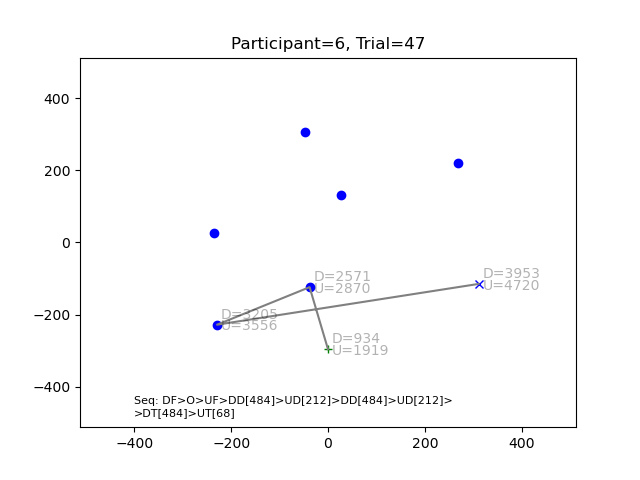 Participant=6, Trial=47
400
200
0
−200
−400
D=2571
U=2870
D=3953
U=4720
D=3205
U=3556
D=934
U=1919
Seq: DF>O>UF>DD[484]>UD[212]>DD[484]>UD[212]>
>DT[484]>UT[68]
−400
−200
0
200
400